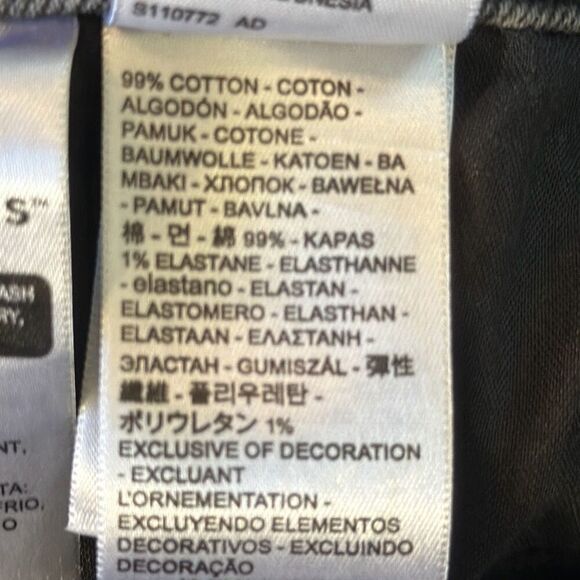 S110772 AD
99% COTTON - COTON -
ALGODÓN - ALGODÃO -
PAMUK - COTONE -
BAUMWOLLE - KATOEN - BA
MBAKI - ХЛОПОК - BAWEŁNA
- PAMUT - BAVLNA -
棉 - 면 - 綿 99% - KAPAS
1% ELASTANE - ELASTHANNE
- elastano - ELASTAN -
ELASTOMERO - ELASTHAN -
ELASTAAN - ΕΛΑΣΤΑΝΗ -
ЭЛАСТАН - GUMISZÁL - 彈性
纖維 - 폴리우레탄 -
ポリウレタン 1%
EXCLUSIVE OF DECORATION
- EXCLUANT
L'ORNEMENTATION -
EXCLUYENDO ELEMENTOS
DECORATIVOS - EXCLUINDO
DECORAÇÃO
S™